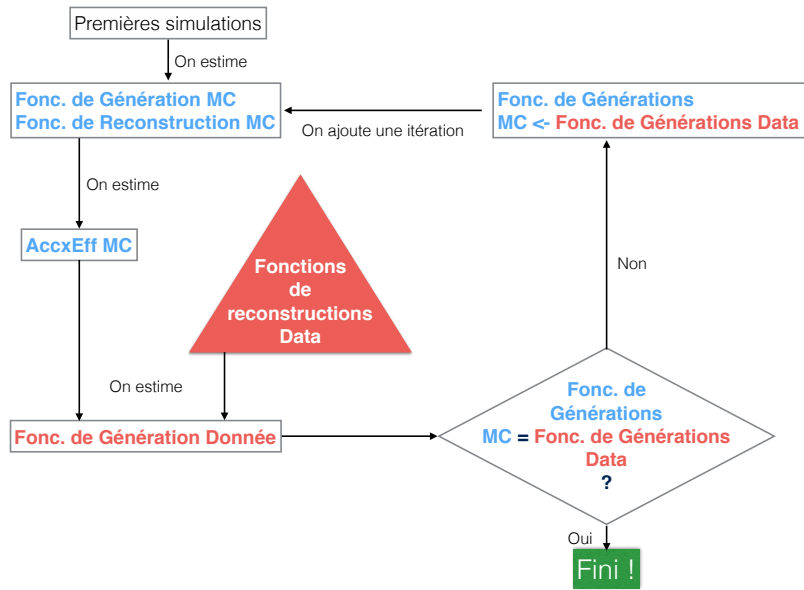 Premières simulations
On estime
Fonc. de Génération MC
Fonc. de Reconstruction MC
Fonc. de Générations
MC <- Fonc. de Générations Data
On ajoute une itération
On estime
AccxEff MC
Fonctions
de
reconstructions
Data
Non
On estime
Fonc. de Génération Donnée
Fonc. de
Générations
MC = Fonc. de Générations
Data
?
Oui
Fini !